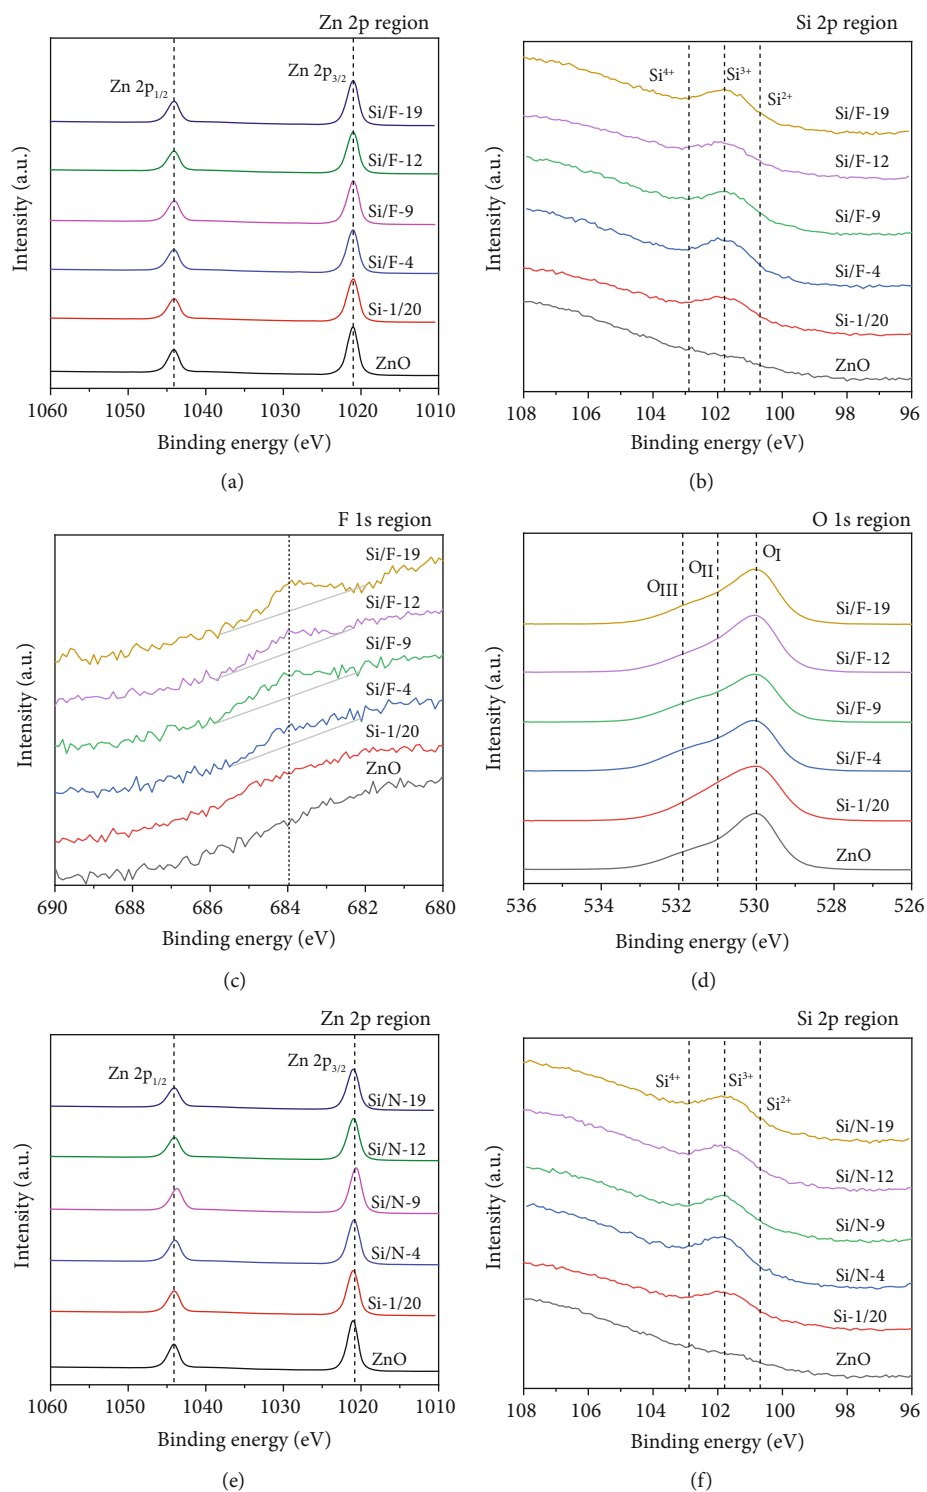 Zn 2p region
Zn 2p1/2
Zn 2p3/2
Si/F-19
Si/F-12
Si/F-9
Si/F-4
Si-1/20
ZnO
Intensity (a.u.)
1060 1050 1040 1030 1020 1010
Binding energy (eV)
(a)
Si 2p region
Si4+
Si3+
Si2+
Si/F-19
Si/F-12
Si/F-9
Si/F-4
Si-1/20
ZnO
Intensity (a.u.)
108 106 104 102 100 98 96
Binding energy (eV)
(b)
F 1s region
Si/F-19
Si/F-12
Si/F-9
Si/F-4
Si-1/20
ZnO
Intensity (a.u.)
690 688 686 684 682 680
Binding energy (eV)
(c)
O 1s region
OIII
OII
OI
Si/F-19
Si/F-12
Si/F-9
Si/F-4
Si-1/20
ZnO
Intensity (a.u.)
536 534 532 530 528 526
Binding energy (eV)
(d)
Zn 2p region
Zn 2p1/2
Zn 2p3/2
Si/N-19
Si/N-12
Si/N-9
Si/N-4
Si-1/20
ZnO
Intensity (a.u.)
1060 1050 1040 1030 1020 1010
Binding energy (eV)
(e)
Si 2p region
Si4+
Si3+
Si2+
Si/N-19
Si/N-12
Si/N-9
Si/N-4
Si-1/20
ZnO
Intensity (a.u.)
108 106 104 102 100 98 96
Binding energy (eV)
(f)